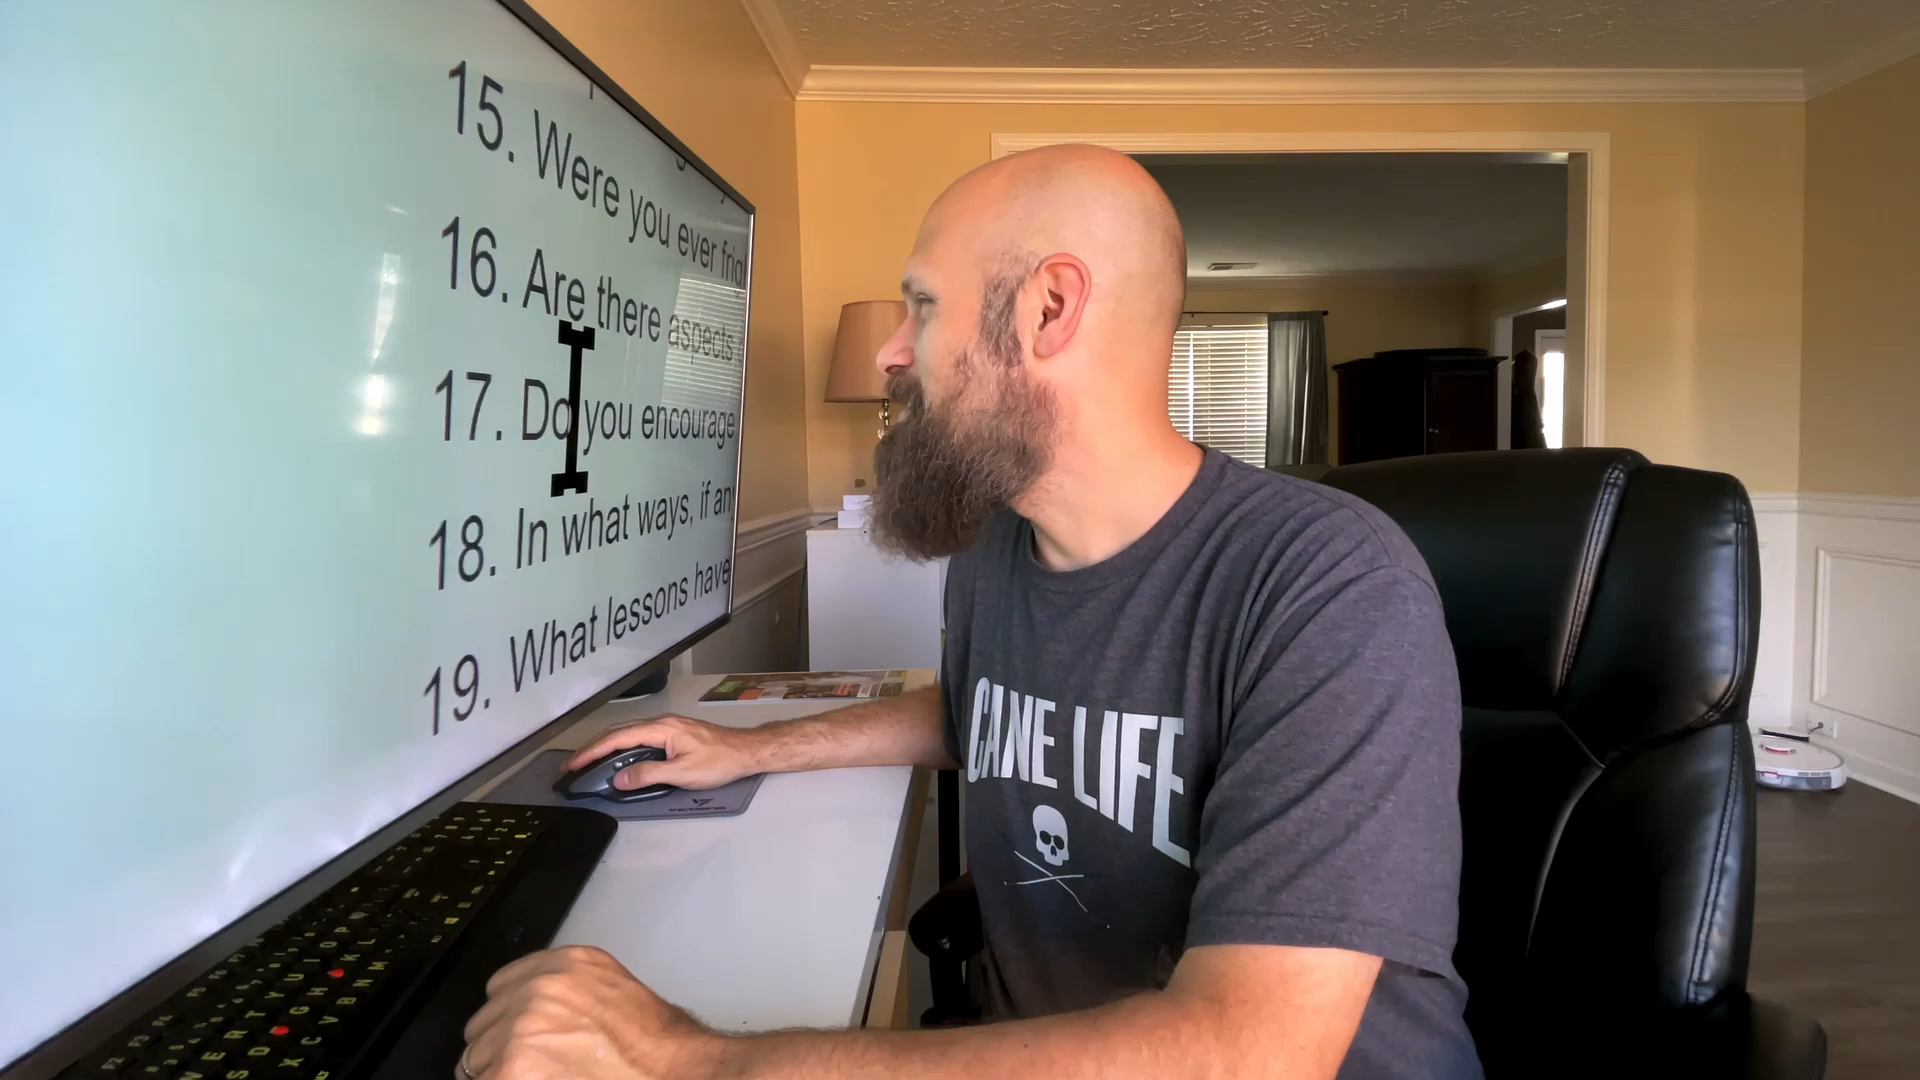 15. Were you ever frig
16. Are there aspects
17. Do you encourage
18. In what ways, if an
19. What lessons have
CANE LIFE